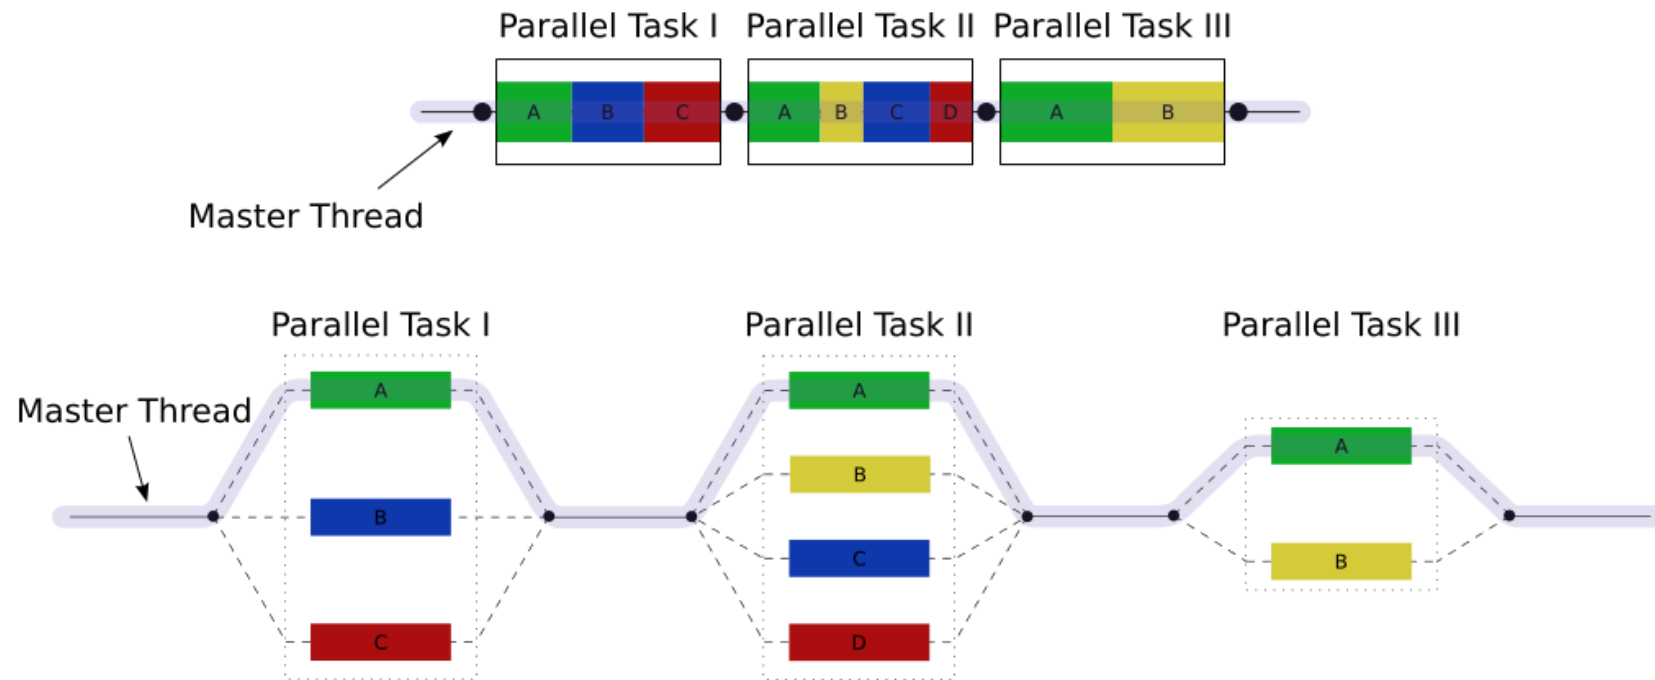 Parallel Task I Parallel Task II Parallel Task III
A B C A B C D A B
Master Thread
Parallel Task I Parallel Task II Parallel Task III
A A
Master Thread
A
B
B
C
B
C D